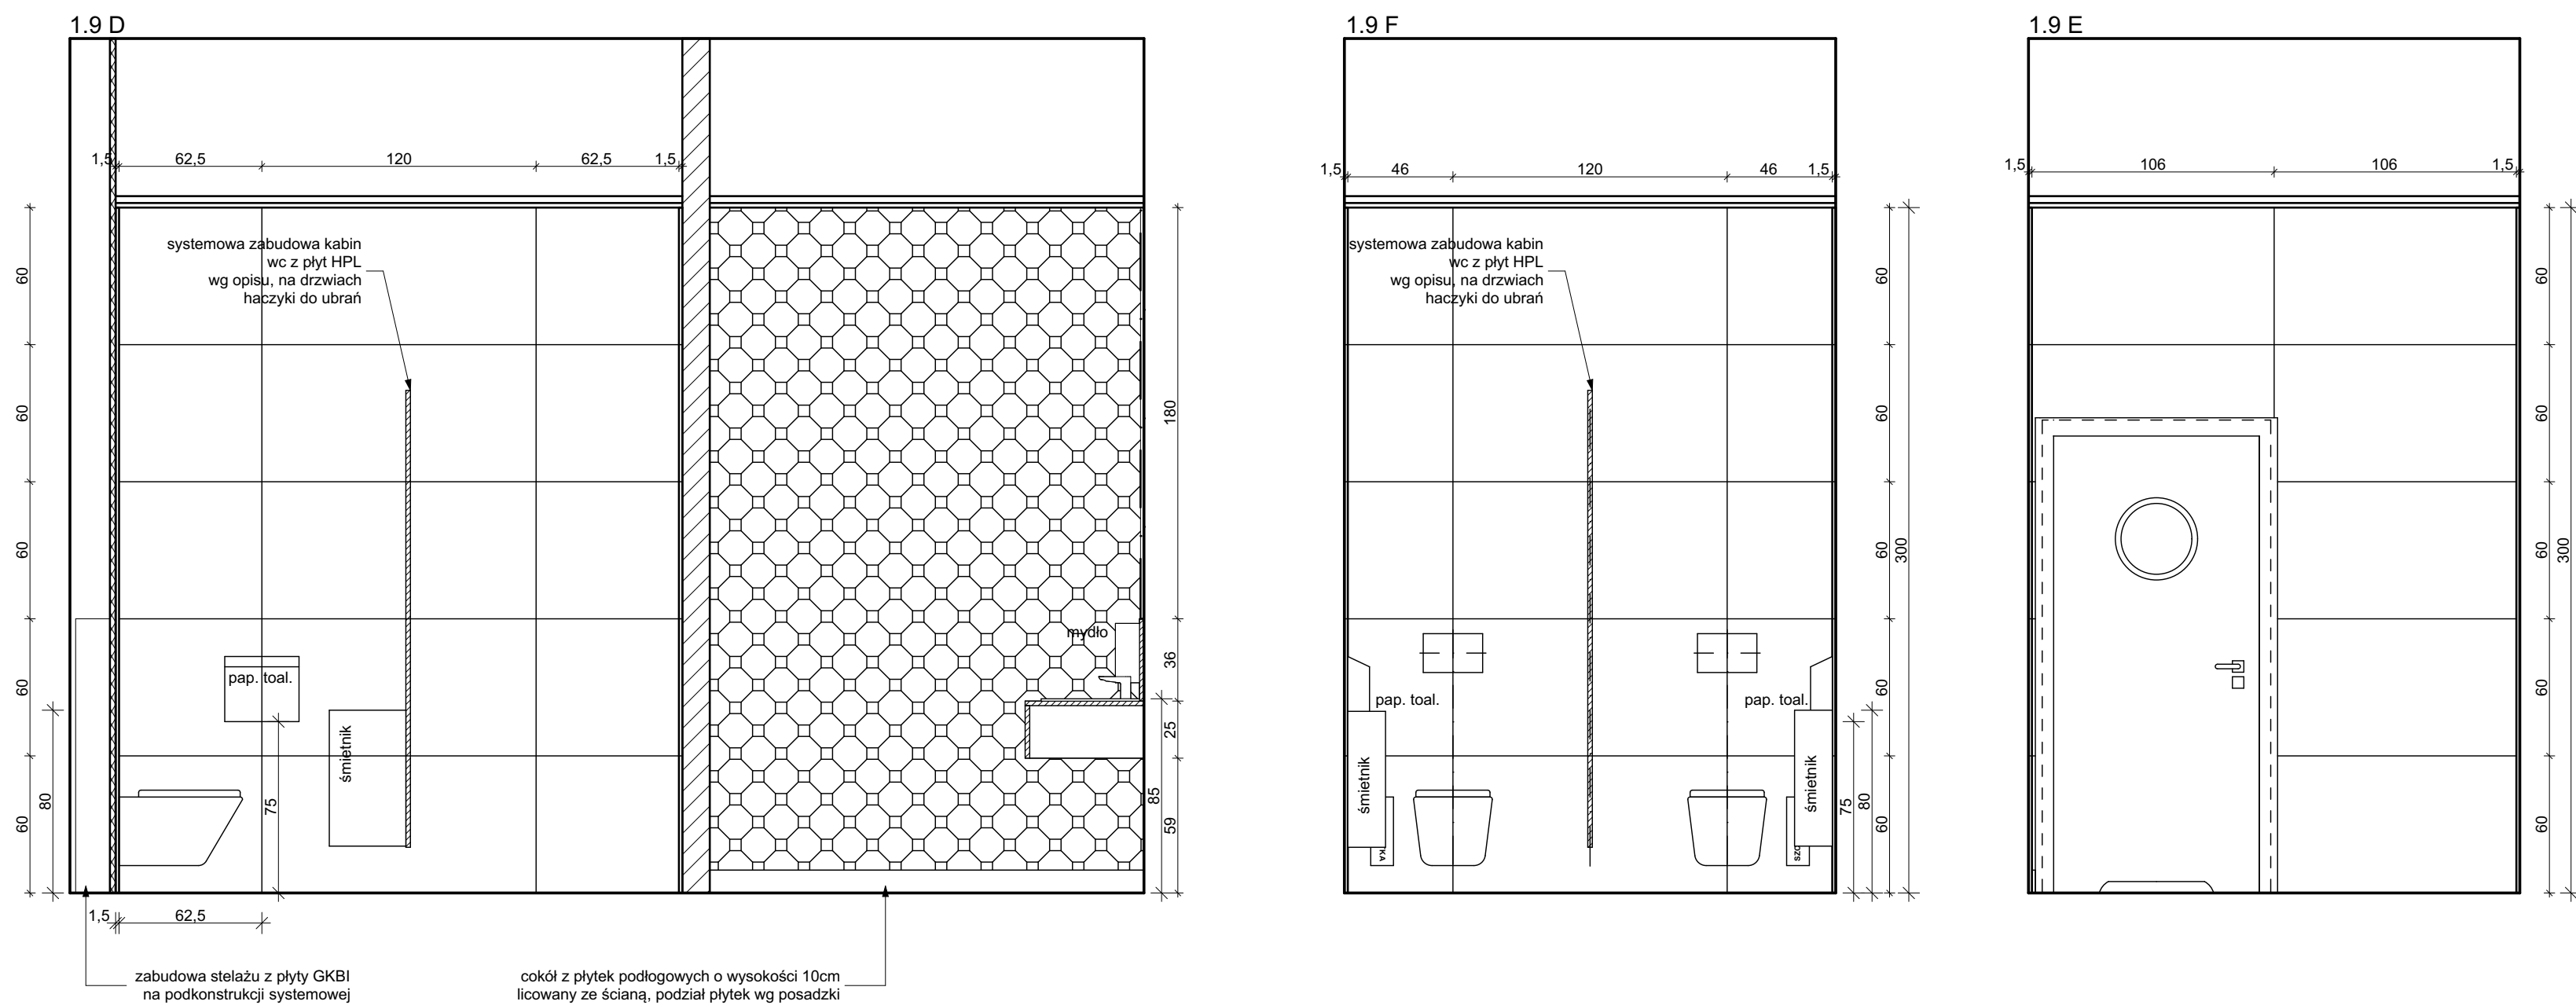 1.9 D
1,5
62,5
120
62,5
1,5
systemowa zabudowa kabin
wc z płyt HPL
wg opisu, na drzwiach
haczyki do ubrań
60
60
60
60
60
80
pap. toal.
75
śmietnik
mydło
180
36
25
59
85
1,5
62,5
zabudowa stelażu z płyty GKBI
na podkonstrukcji systemowej
cokół z płytek podłogowych o wysokości 10cm
licowany ze ścianą, podział płytek wg posadzki
1.9 F
1,5
46
120
46
1,5
systemowa zabudowa kabin
wc z płyt HPL
wg opisu, na drzwiach
haczyki do ubrań
pap. toal.
pap. toal.
śmietnik
śmietnik
75
80
60
60
60
60
60
300
1.9 E
1,5
106
106
1,5
60
60
60
60
60
300